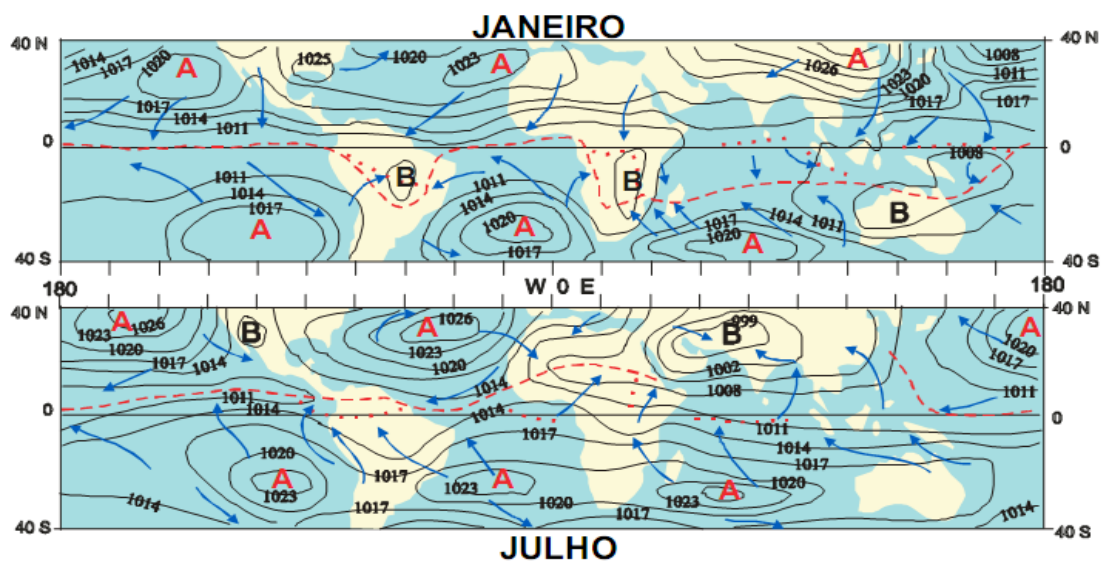 JANEIRO
40 N 40 N
1014 1017 1020 A 1025 1020 1023 A 1026 A 1023 1020 1008 1011
1017 1014 1011 1017 1017
0 0
1008
1011 1014 1017 A B 1011 1014 1020 A 1017 B 1017 1020 A 1014 1011 B
40 S 40 S
180 W 0 E 180
40 N 40 N
1023 A 1026 B A 1026 999 B A
1020 1017 1014 1023 1020 1014 1002 1008 1020 1017 1011
0 1011 1014 1014 0
1017 1011 1014 1017
1020 A 1023 1017 1023 A 1023 A 1020
1014 1017 1020 1017 1014
40 S 40 S
JULHO